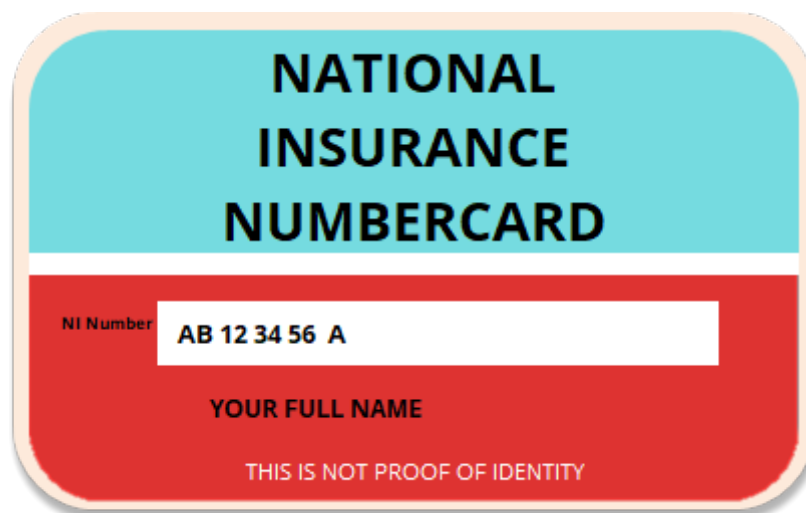 NATIONAL
INSURANCE
NUMBERCARD
NI Number
AB 12 34 56 A
YOUR FULL NAME
THIS IS NOT PROOF OF IDENTITY